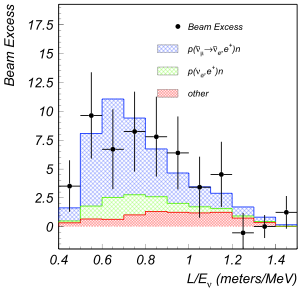 Beam Excess
17.5
15
12.5
10
7.5
5
2.5
0
Beam Excess
p(ν̄μ→ν̄e,e⁺)n
p(ν̄e,e⁺)n
other
0.4 0.6 0.8 1 1.2 1.4
L/Eν (meters/MeV)